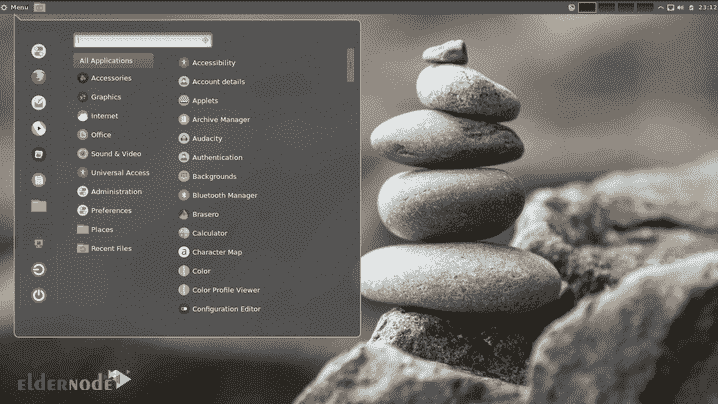 Menu
23:12
All Applications
Accessories
Graphics
Internet
Office
Sound & Video
Universal Access
Administration
Preferences
Places
Recent Files
Accessibility
Account details
Applets
Archive Manager
Audacity
Authentication
Backgrounds
Bluetooth Manager
Brasero
Calculator
Character Map
Color
Color Profile Viewer
Configuration Editor
eldernode